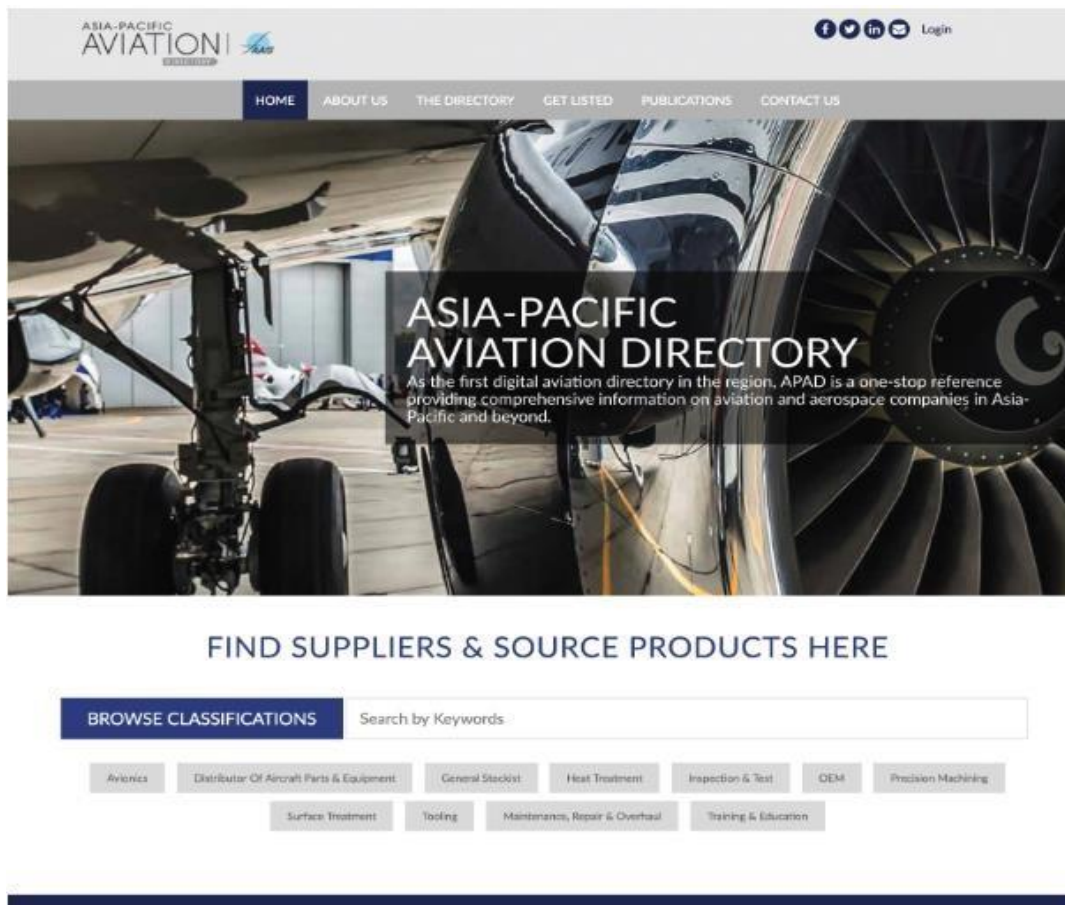 ASIA-PACIFIC
AVIATION
DIRECTORY
AAIS
Login
HOME ABOUT US THE DIRECTORY GET LISTED PUBLICATIONS CONTACT US
ASIA-PACIFIC
AVIATION DIRECTORY
As the first digital aviation directory in the region, APAD is a one-stop reference
providing comprehensive information on aviation and aerospace companies in Asia-
Pacific and beyond.
FIND SUPPLIERS & SOURCE PRODUCTS HERE
BROWSE CLASSIFICATIONS Search by Keywords
Avionics Distributor Of Aircraft Parts & Equipment General Stockist Heat Treatment Inspection & Test OEM Precision Machining
Surface Treatment Tooling Maintenance, Repair & Overhaul Training & Education